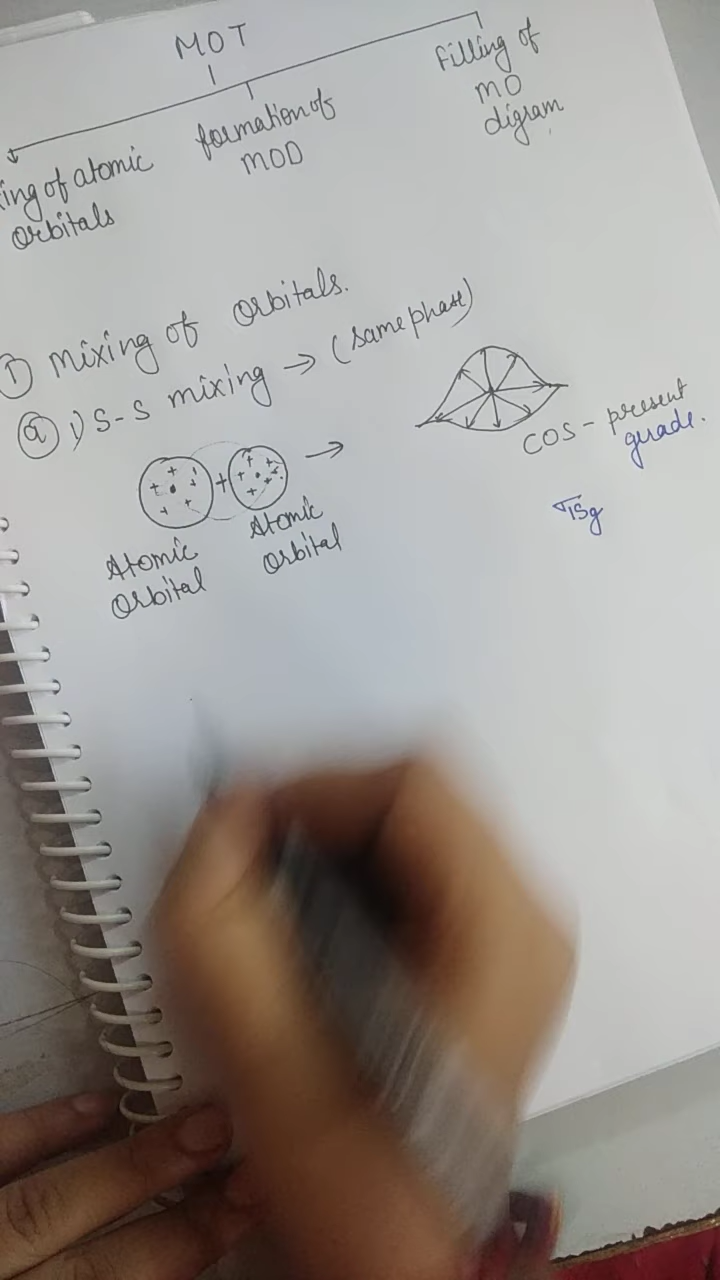 MOT
ing of atomic
orbitals
formation of
MOD
Filling of
MO
digram
① Mixing of orbitals.
ⓐ 1) S-S mixing → (same phase)
+ →
Atomic
orbital
Atomic
orbital
COS - present
guade.
σ1sg